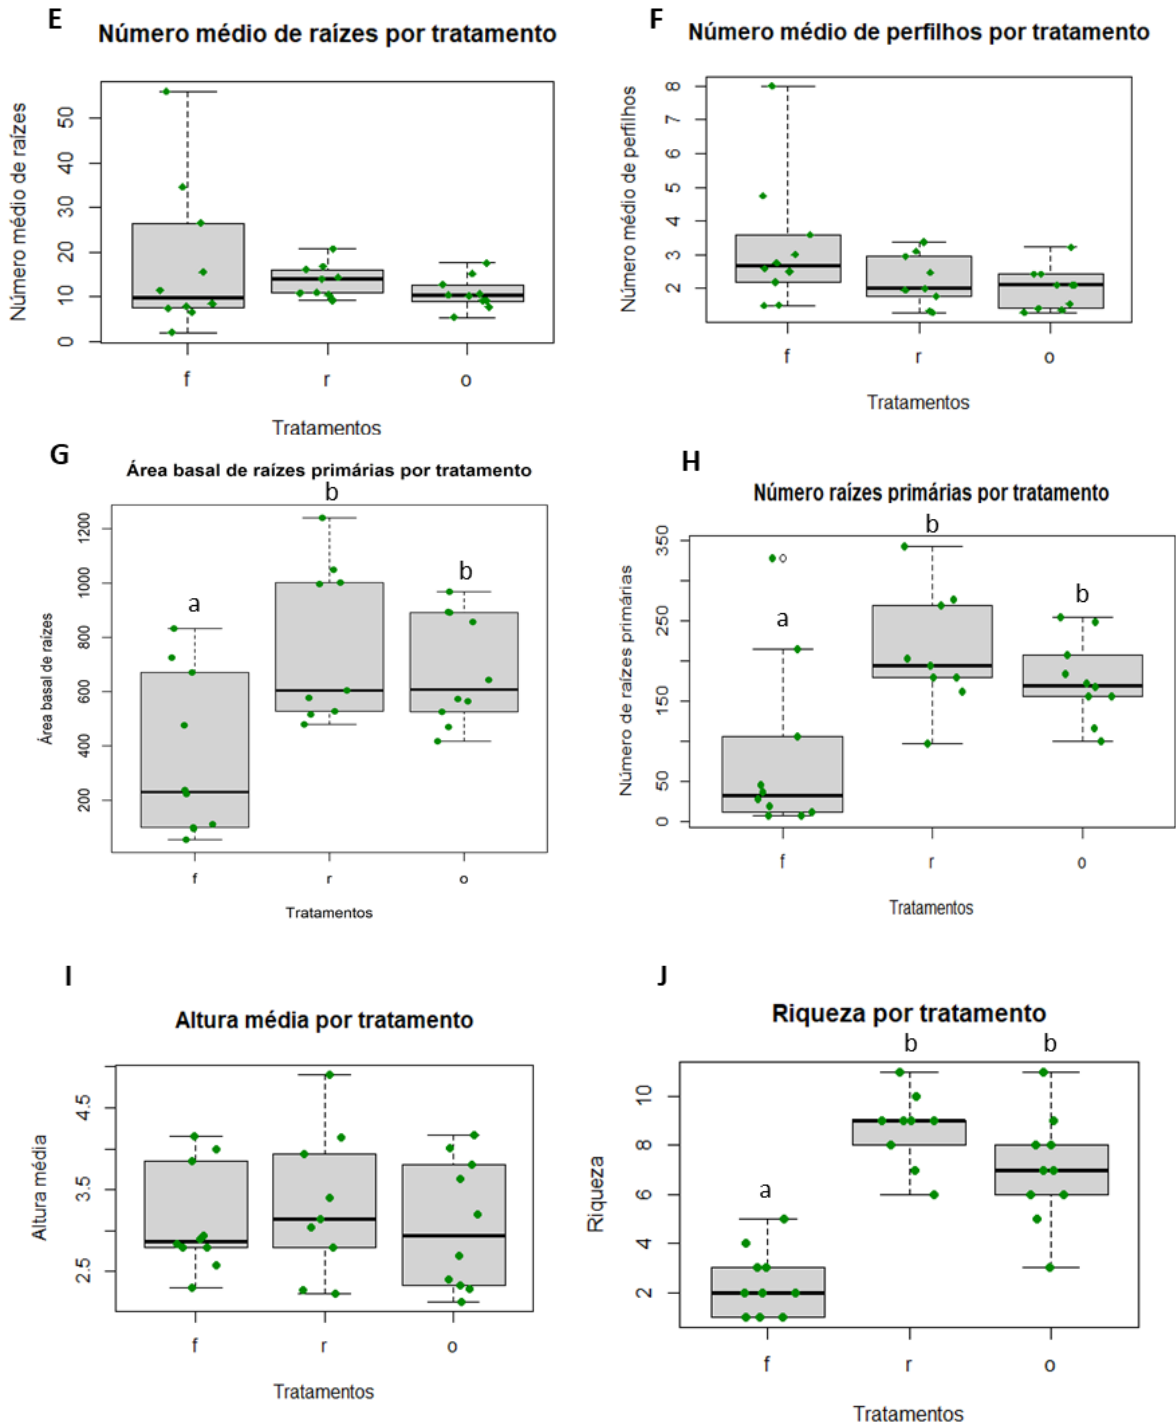 E
Número médio de raízes por tratamento
Número médio de raízes
50
40
30
20
10
0
f r o
Tratamentos
F
Número médio de perfilhos por tratamento
Número médio de perfilhos
8
7
6
5
4
3
2
f r o
Tratamentos
G
Área basal de raízes primárias por tratamento
Área basal de raízes
1200
1000
800
600
400
200
a
b
b
f r o
Tratamentos
H
Número raízes primárias por tratamento
Número de raízes primárias
350
250
150
50
0
a
b
b
f r o
Tratamentos
I
Altura média por tratamento
Altura média
4.5
3.5
2.5
f r o
Tratamentos
J
Riqueza por tratamento
Riqueza
10
8
6
4
2
a
b
b
f r o
Tratamentos